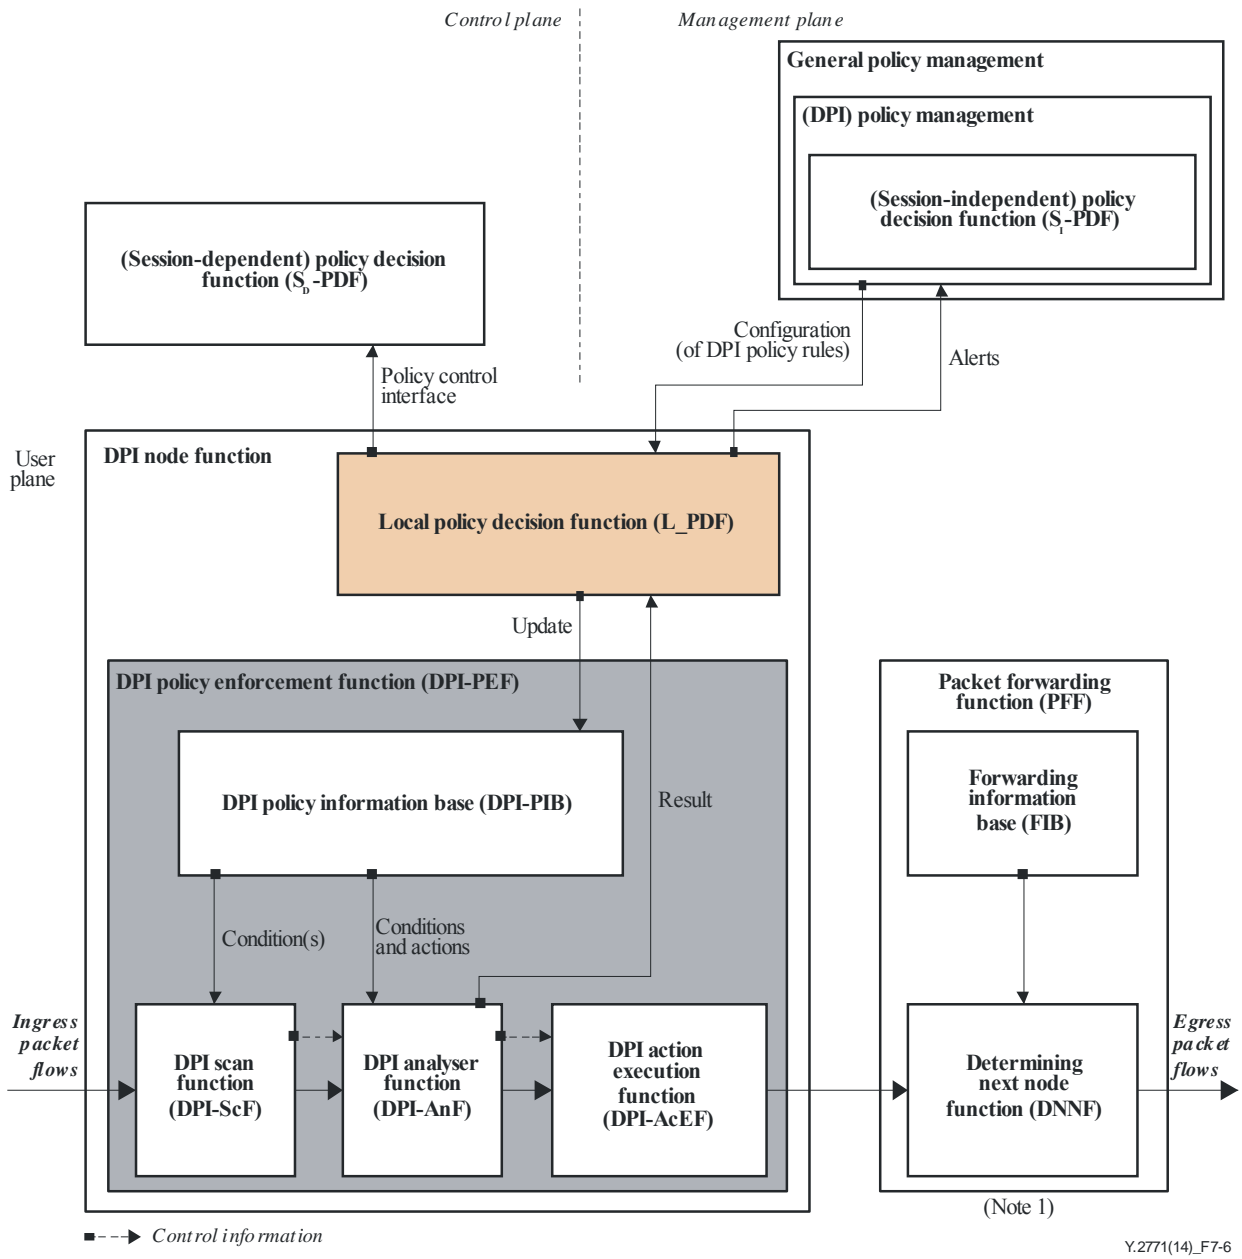 Control plane
Management plane
General policy management
(DPI) policy management
(Session-independent) policy
decision function (S_I-PDF)
(Session-dependent) policy decision
function (S_D-PDF)
Configuration
(of DPI policy rules)
Alerts
Policy control
interface
User
plane
DPI node function
Local policy decision function (L_PDF)
Update
DPI policy enforcement function (DPI-PEF)
Packet forwarding
function (PFF)
DPI policy information base (DPI-PIB)
Result
Forwarding
information
base (FIB)
Condition(s)
Conditions
and actions
Ingress
packet
flows
DPI scan
function
(DPI-ScF)
DPI analyser
function
(DPI-AnF)
DPI action
execution
function
(DPI-AcEF)
Determining
next node
function (DNNF)
Egress
packet
flows
(Note 1)
Control information
Y.2771(14)_F7-6